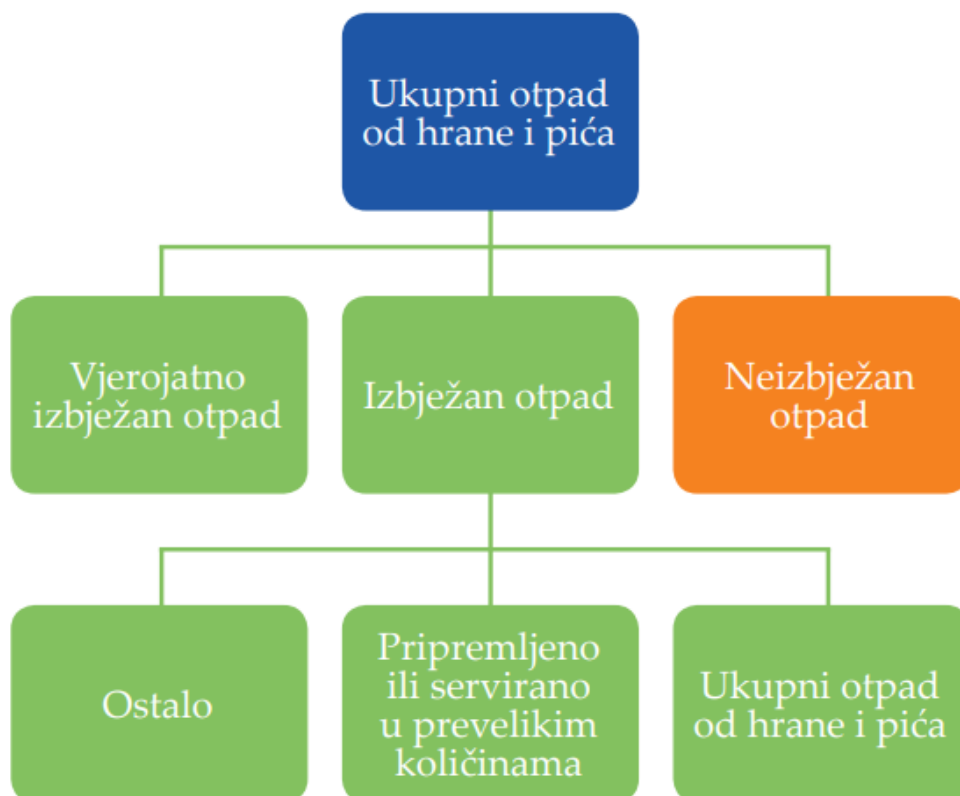 Ukupni otpad
od hrane i pića
Vjerojatno
izbježan otpad
Izbježan otpad
Neizbježan
otpad
Ostalo
Pripremljeno
ili servirano
u prevelikim
količinama
Ukupni otpad
od hrane i pića